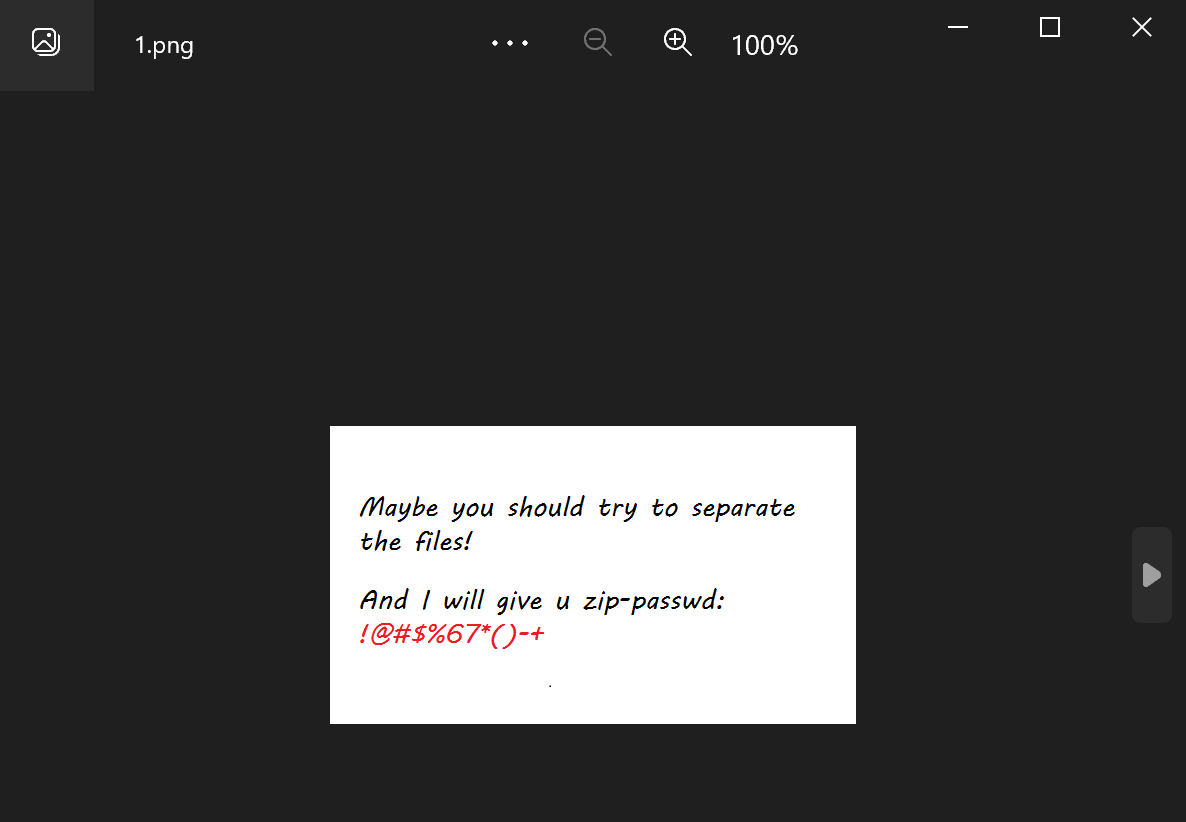 1.png
100%
Maybe you should try to separate
the files!
And I will give u zip-passwd:
!@#$%67*()-+
.